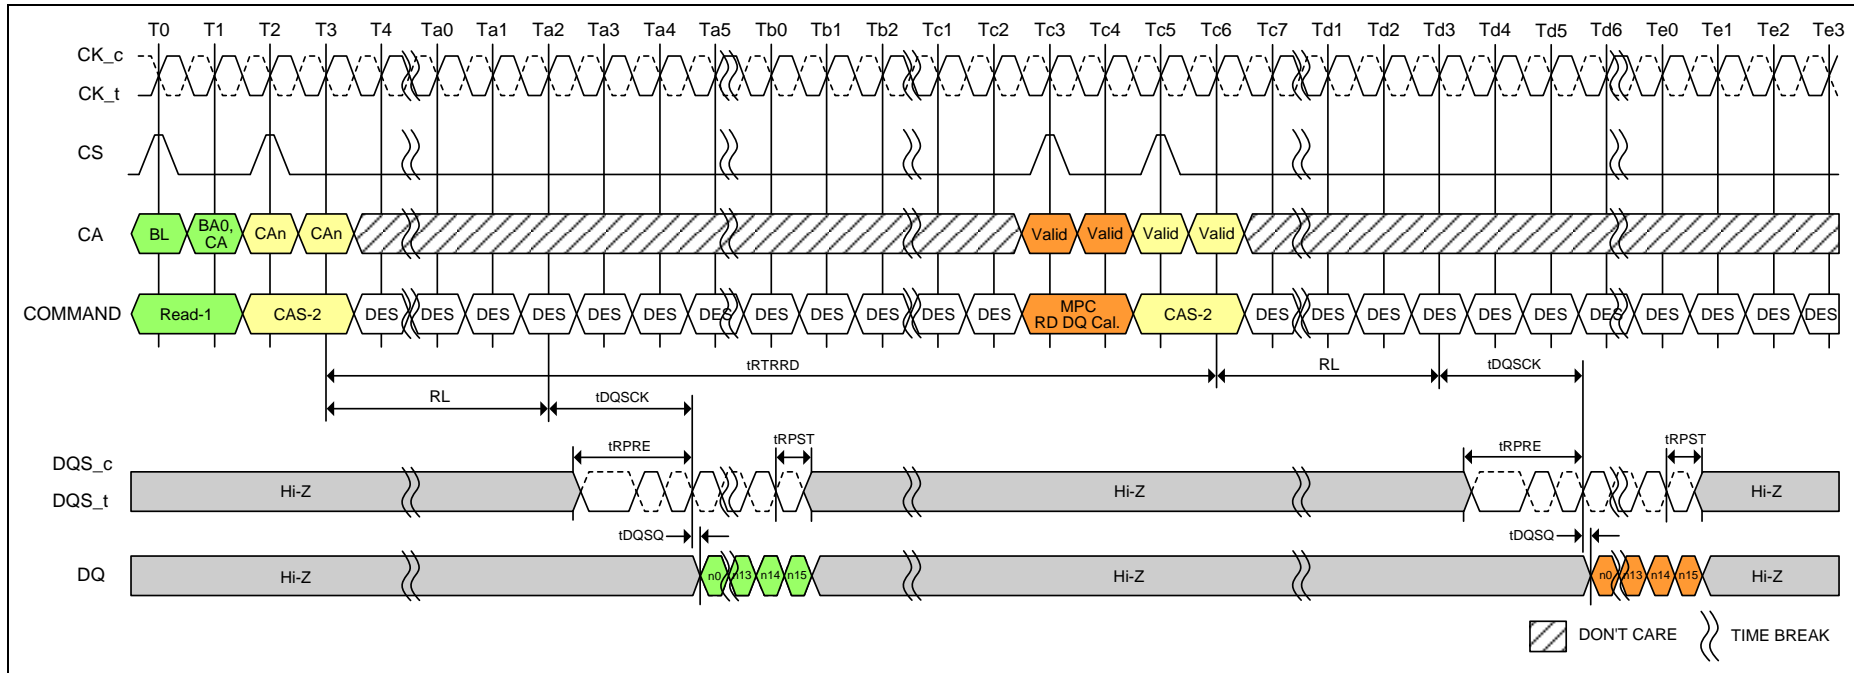 T0 T1 T2 T3 T4 Ta0 Ta1 Ta2 Ta3 Ta4 Ta5 Tb0 Tb1 Tb2 Tc1 Tc2 Tc3 Tc4 Tc5 Tc6 Tc7 Td1 Td2 Td3 Td4 Td5 Td6 Te0 Te1 Te2 Te3
CK_c
CK_t
CS
CA BL BA0, CA CAn CAn Valid Valid Valid Valid
COMMAND Read-1 CAS-2 DES DES DES DES DES DES DES DES DES DES DES DES MPC RD DQ Cal. CAS-2 DES DES DES DES DES DES DES DES DES DES DES
tRTRRD RL tDQSCK
RL tDQSCK
tRPRE tRPST tRPRE tRPST
DQS_c
DQS_t
Hi-Z Hi-Z Hi-Z
tDQSQ tDQSQ
DQ Hi-Z n0 n13 n14 n15 Hi-Z n0 n13 n14 n15 Hi-Z
DON'T CARE TIME BREAK